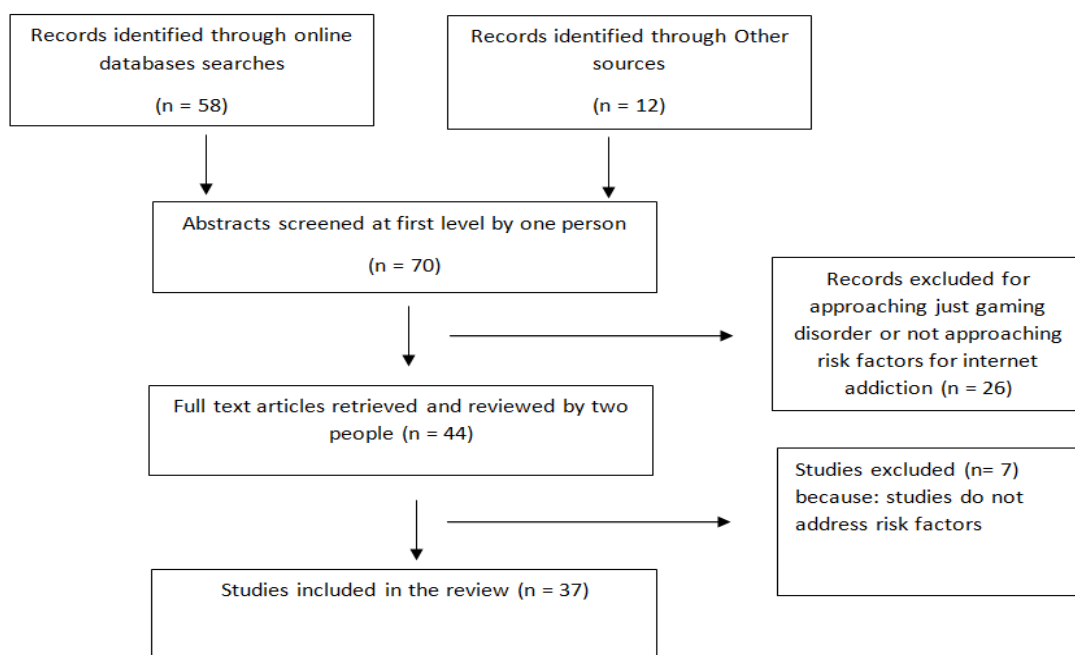 Records identified through online
databases searches
(n = 58)
Records identified through Other
sources
(n = 12)
Abstracts screened at first level by one person
(n = 70)
Records excluded for
approaching just gaming
disorder or not approaching
risk factors for internet
addiction (n = 26)
Full text articles retrieved and reviewed by two
people (n = 44)
Studies excluded (n= 7)
because: studies do not
address risk factors
Studies included in the review (n = 37)